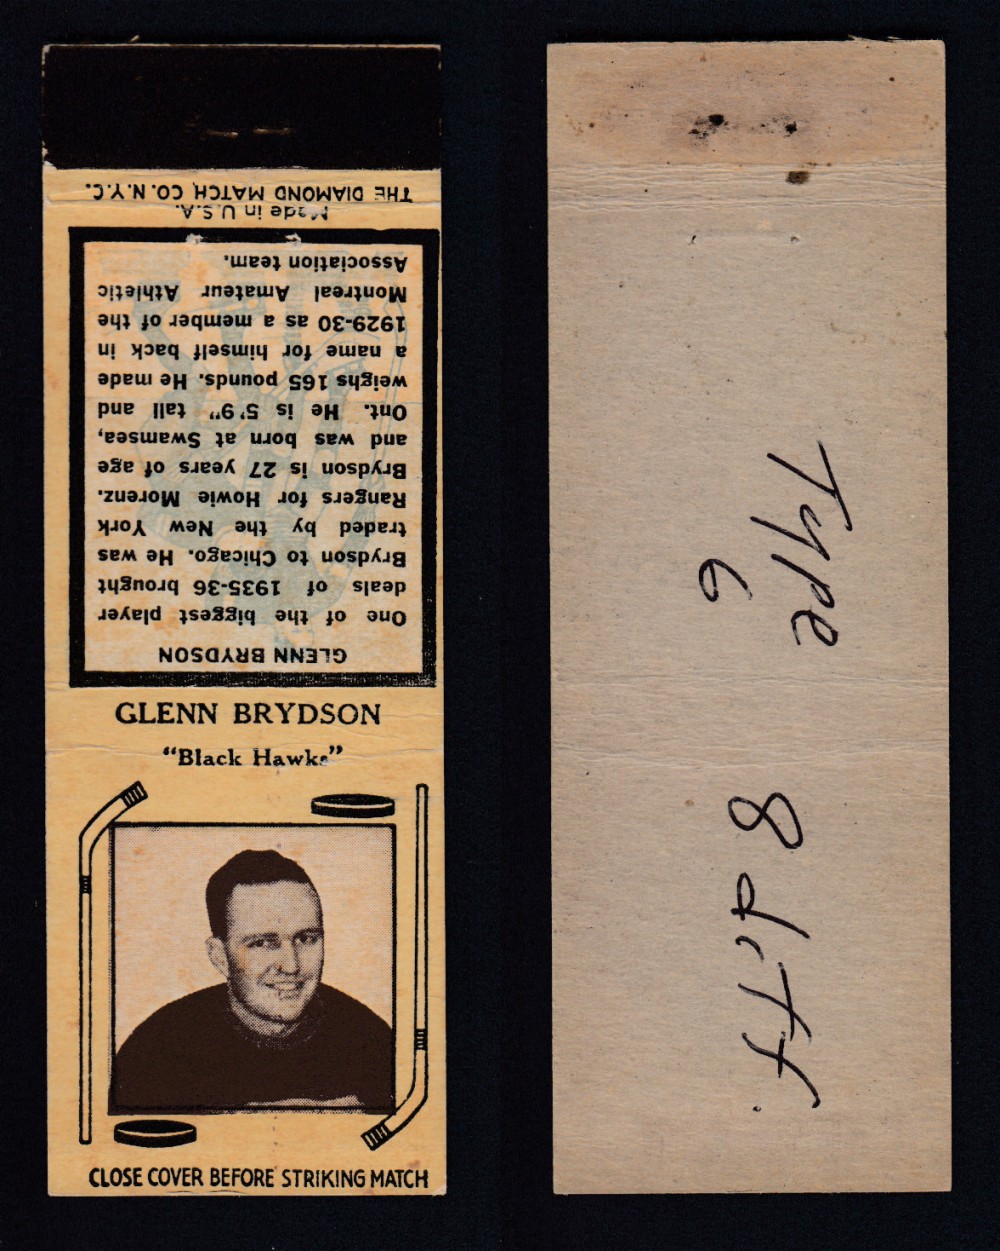 THE DIAMOND MATCH CO. N.Y.C.
Made in U.S.A.
GLENN BRYDSON
One of the biggest player
deals of 1935-36 brought
Brydson to Chicago. He was
traded by the New York
Rangers for Howie Morenz.
Brydson is 27 years of age
and was born at Swamsea,
Ont. He is 5'9" tall and
weighs 165 pounds. He made
a name for himself back in
1929-30 as a member of the
Montreal Amateur Athletic
Association team.
GLENN BRYDSON
"Black Hawks"
CLOSE COVER BEFORE STRIKING MATCH
Type
6
8 diff.